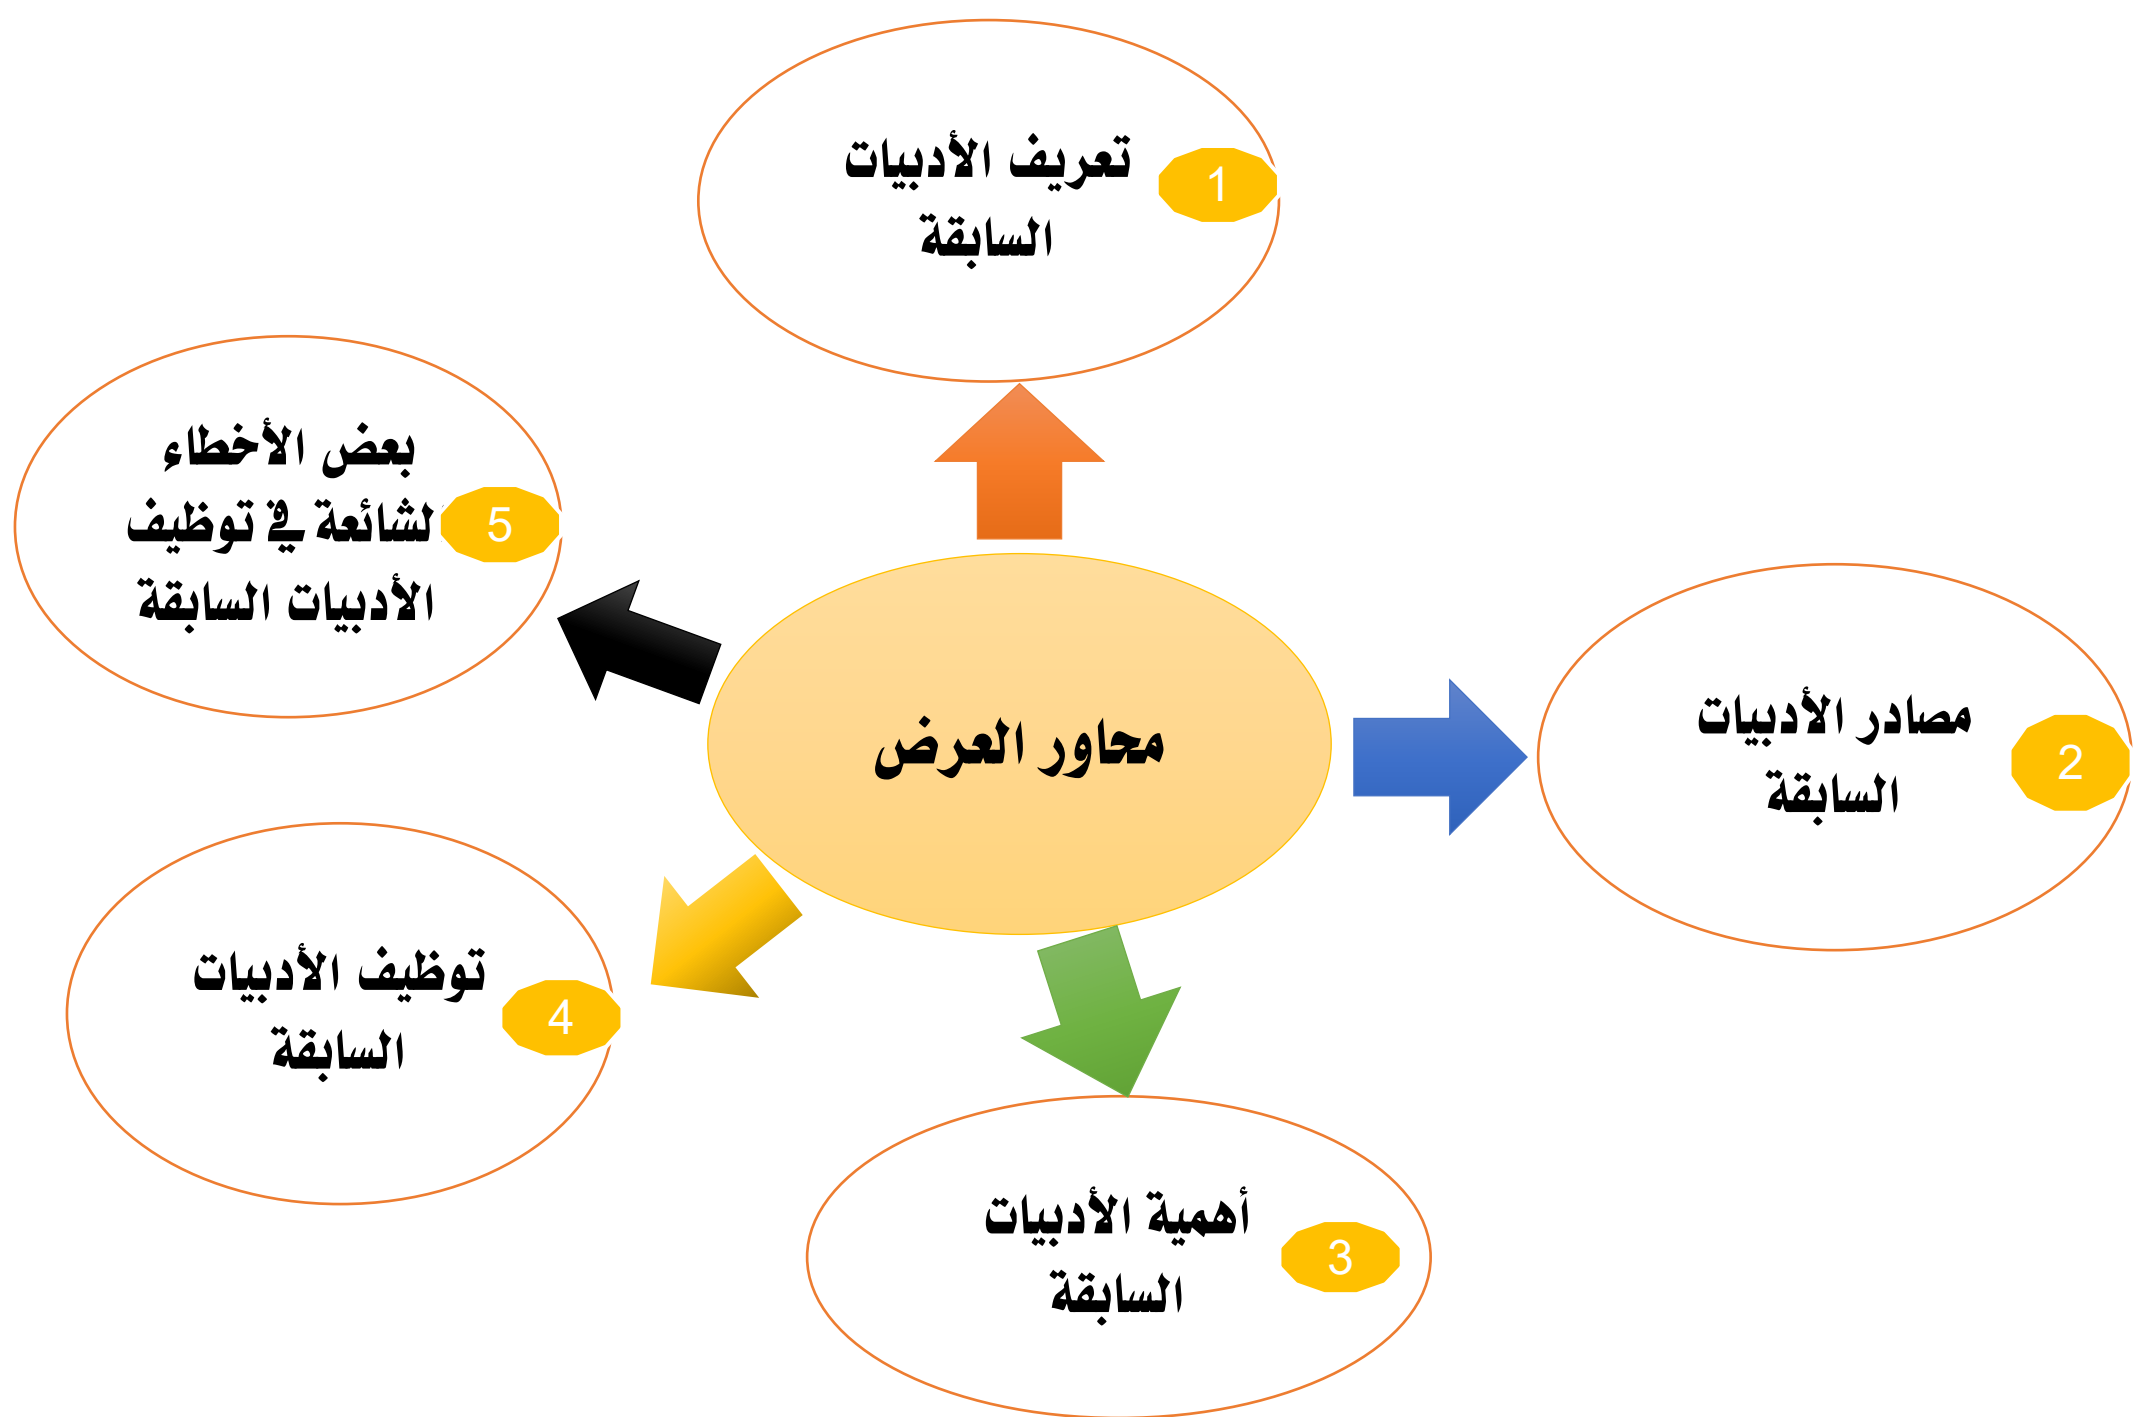 تعريف الأدبيات
السابقة
1
بعض الأخطاء
لشائعة في توظيف
الأدبيات السابقة
5
محاور العرض
مصادر الأدبيات
السابقة
2
توظيف الأدبيات
السابقة
4
أهمية الأدبيات
السابقة
3